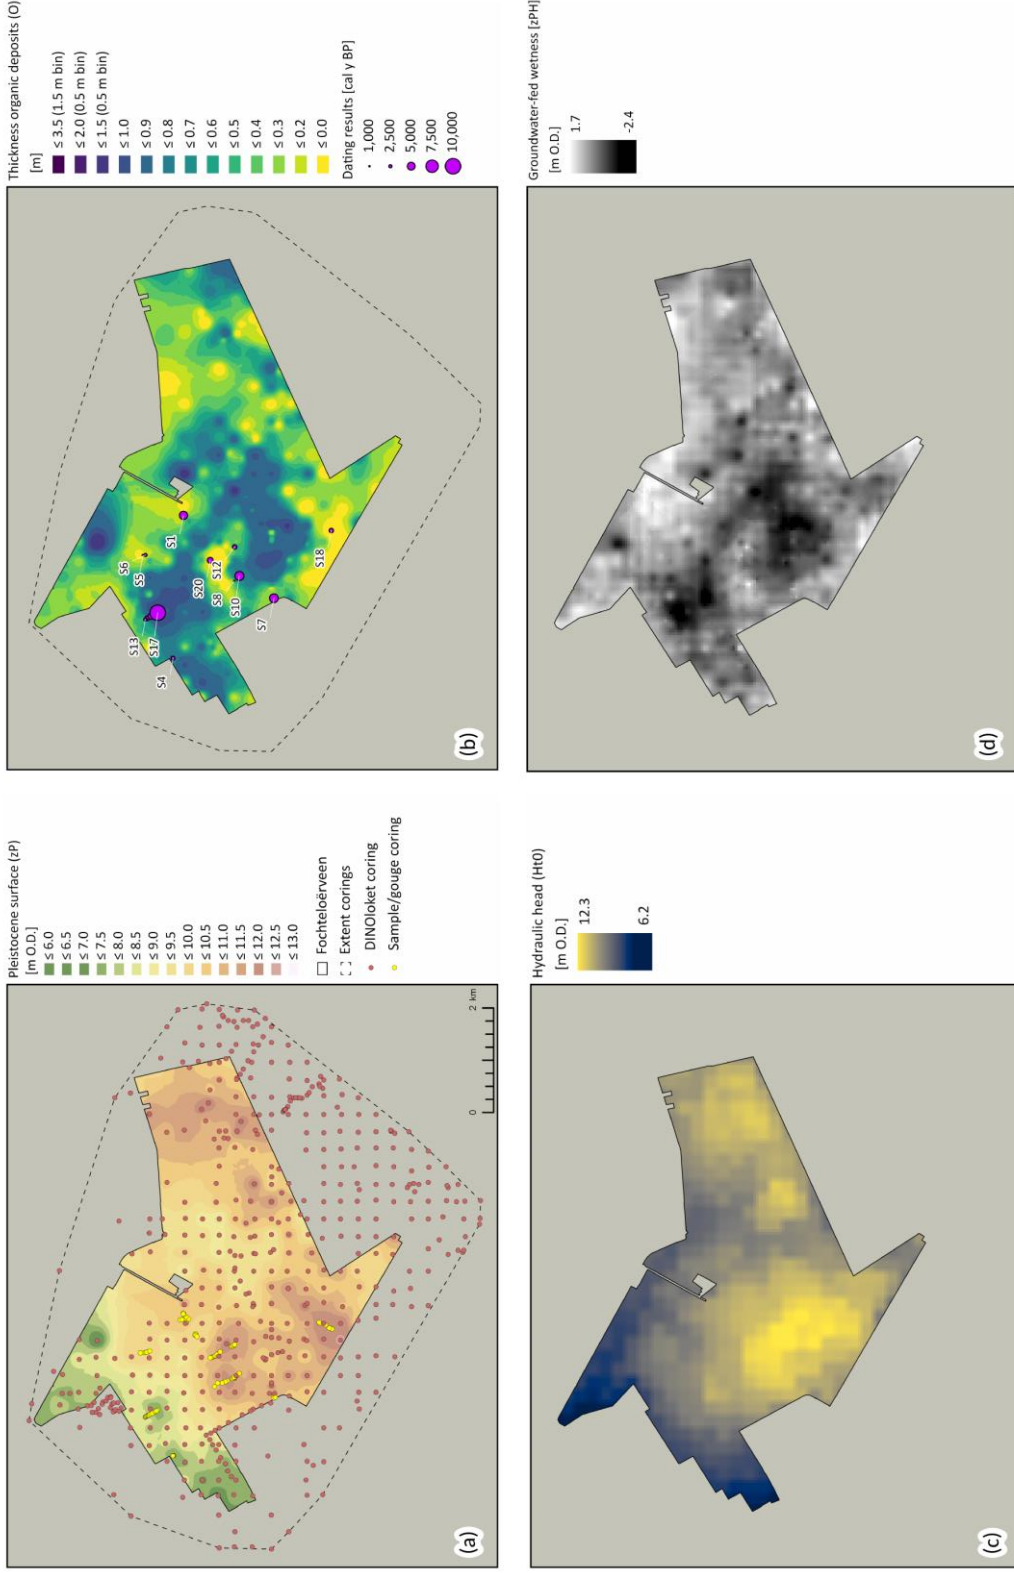 Pleistocene surface (zP)
[m O.D.]
≤ 6.0
≤ 6.5
≤ 7.0
≤ 7.5
≤ 8.0
≤ 8.5
≤ 9.0
≤ 9.5
≤ 10.0
≤ 10.5
≤ 11.0
≤ 11.5
≤ 12.0
≤ 12.5
≤ 13.0
Fochteloërveen
Extent corings
DINOloket coring
Sample/gouge coring
0
2 km
(a)
Thickness organic deposits (O)
[m]
≤ 3.5 (1.5 m bin)
≤ 2.0 (0.5 m bin)
≤ 1.5 (0.5 m bin)
≤ 1.0
≤ 0.9
≤ 0.8
≤ 0.7
≤ 0.6
≤ 0.5
≤ 0.4
≤ 0.3
≤ 0.2
≤ 0.0
Dating results [cal y BP]
1,000
2,500
5,000
7,500
10,000
S6
S5
S1
S13
S17
S4
S20
S12
S8
S10
S7
S18
(b)
Hydraulic head (Ht0)
[m O.D.]
12.3
6.2
(c)
Groundwater-fed wetness [zPH]
[m O.D.]
1.7
-2.4
(d)